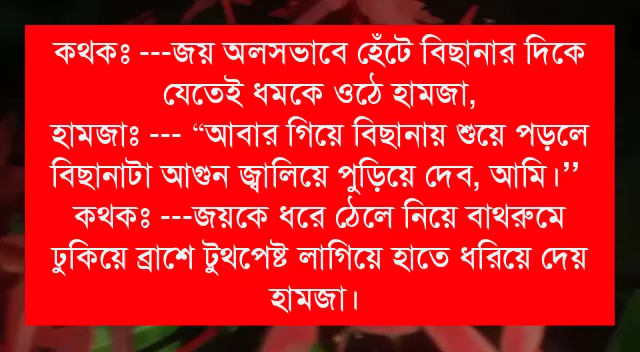 কথকঃ ---জয় অলসভাবে হেঁটে বিছানার দিকে
যেতেই ধমকে ওঠে হামজা,
হামজাঃ --- “আবার গিয়ে বিছানায় শুয়ে পড়লে
বিছানাটা আগুন জ্বালিয়ে পুড়িয়ে দেব, আমি।’’
কথকঃ ---জয়কে ধরে ঠেলে নিয়ে বাথরুমে
ঢুকিয়ে ব্রাশে টুথপেষ্ট লাগিয়ে হাতে ধরিয়ে দেয়
হামজা।